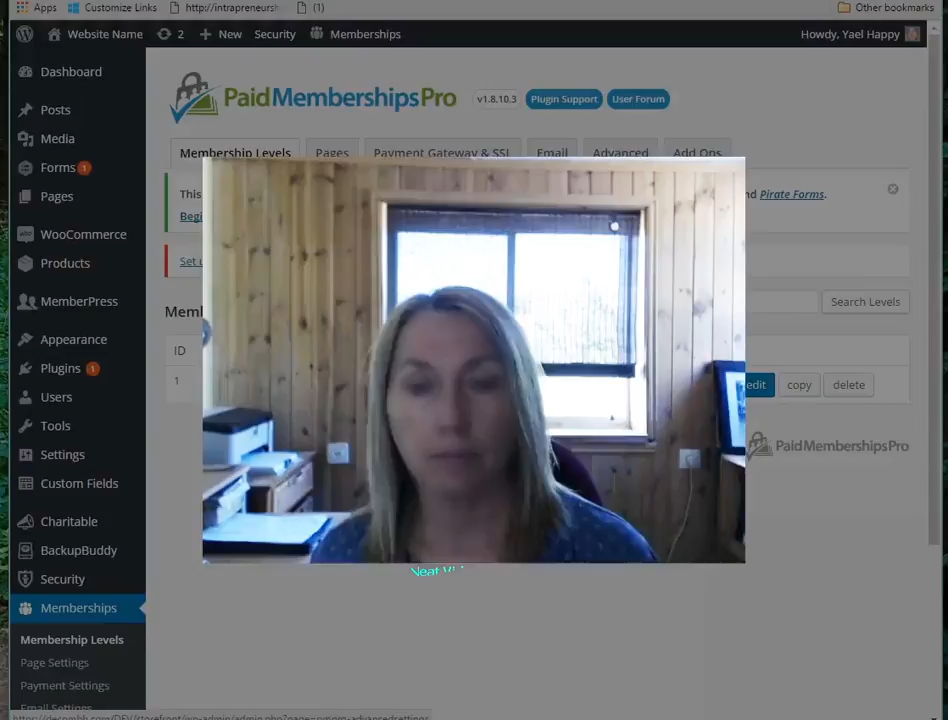 Apps Customize Links http://intrapreneursh (1) Other bookmarks
Website Name 2 New Security Memberships Howdy, Yael Happy
Dashboard
Posts
Media
Forms 1
Pages
WooCommerce
Products
MemberPress
Appearance
Plugins 1
Users
Tools
Settings
Custom Fields
Charitable
BackupBuddy
Security
Memberships
Membership Levels
Page Settings
Payment Settings
Email Settings
PaidMembershipsPro v1.8.10.3 Plugin Support User Forum
Membership Levels Pages Payment Gateway & SSL Email Advanced Add Ons
This Pirate Forms.
Set
Search Levels
ID
1 edit copy delete
PaidMembershipsPro
Neat